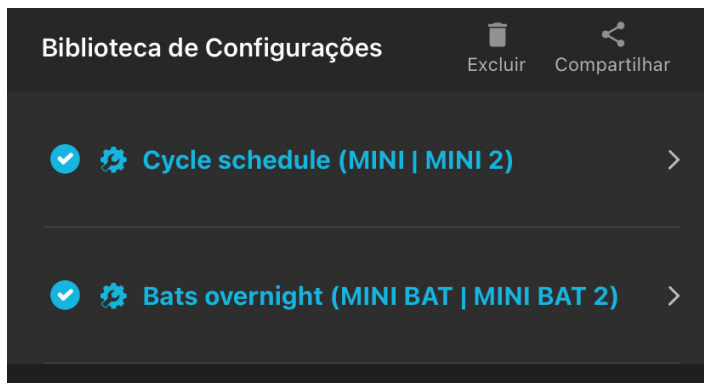 Biblioteca de Configurações
Excluir
Compartilhar
Cycle schedule (MINI | MINI 2)
Bats overnight (MINI BAT | MINI BAT 2)